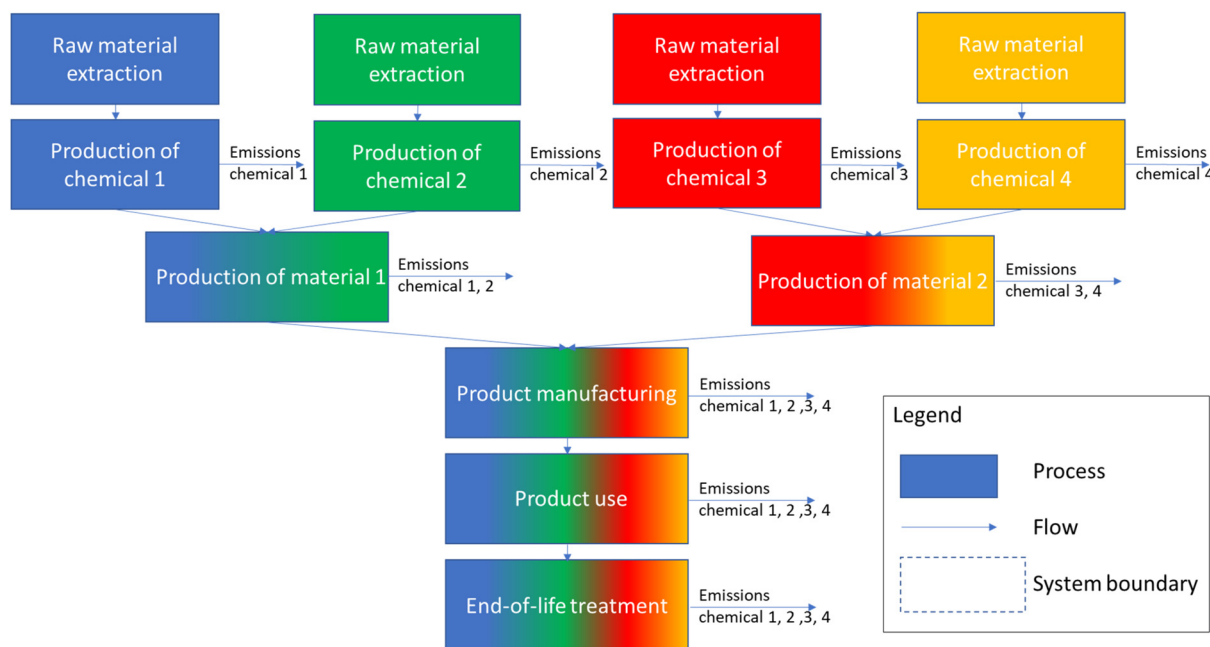 Raw material
extraction
Raw material
extraction
Raw material
extraction
Raw material
extraction
Production of
chemical 1
Emissions
chemical 1
Production of
chemical 2
Emissions
chemical 2
Production of
chemical 3
Emissions
chemical 3
Production of
chemical 4
Emissions
chemical 4
Production of material 1
Emissions
chemical 1, 2
Production of material 2
Emissions
chemical 3, 4
Product manufacturing
Emissions
chemical 1, 2 ,3, 4
Product use
Emissions
chemical 1, 2 ,3, 4
End-of-life treatment
Emissions
chemical 1, 2 ,3, 4
Legend
Process
Flow
System boundary